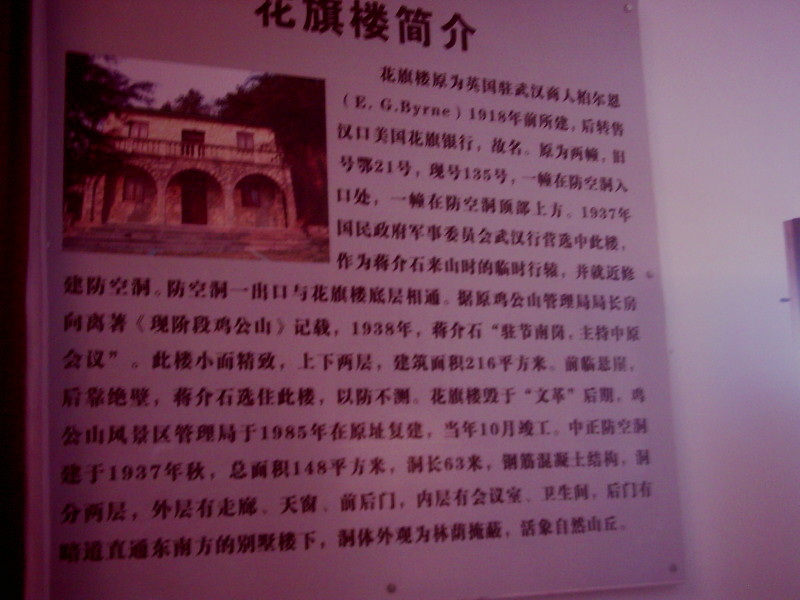 花旗楼简介
花旗楼原为英国驻武汉商人柏尔恩
（E. G.Byrne）1918年前所建，后转售
汉口美国花旗银行，故名。原为两幢，旧
号鄂21号，现号135号，一幢在防空洞入
口处，一幢在防空洞顶部上方。1937年
国民政府军事委员会武汉行营选中此楼，
作为蒋介石来山时的临时行辕，并就近修
建防空洞。防空洞一出口与花旗楼底层相通。据原鸡公山管理局局长房
向离著《现阶段鸡公山》记载，1938年，蒋介石“驻节南岗，主持中原
会议”。此楼小而精致，上下两层，建筑面积216平方米。前临悬崖，
后靠绝壁，蒋介石选住此楼，以防不测。花旗楼毁于“文革”后期，鸡
公山风景区管理局于1985年在原址复建，当年10月竣工。中正防空洞
建于1937年秋，总面积148平方米，洞长63米，钢筋混凝土结构。洞
分两层，外层有走廊、天窗、前后门，内层有会议室、卫生间，后门有
暗道直通东南方的别墅楼下，洞体外观为林荫掩蔽，活象自然山丘。